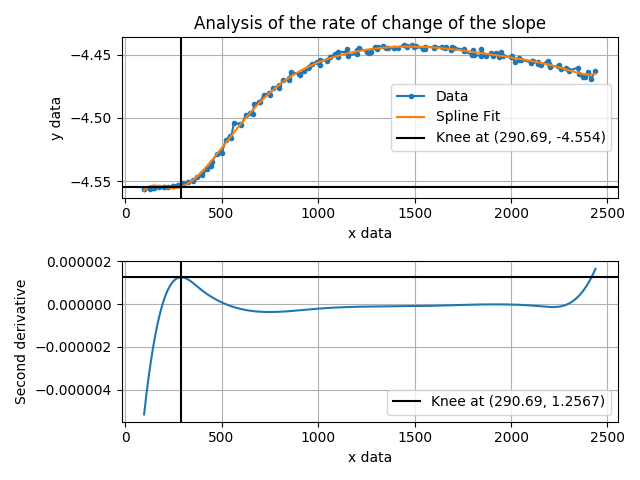 Analysis of the rate of change of the slope
−4.45
−4.50
−4.55
y data
Data
Spline Fit
Knee at (290.69, -4.554)
0 500 1000 1500 2000 2500
x data
0.000002
0.000000
−0.000002
−0.000004
Second derivative
Knee at (290.69, 1.2567)
0 500 1000 1500 2000 2500
x data